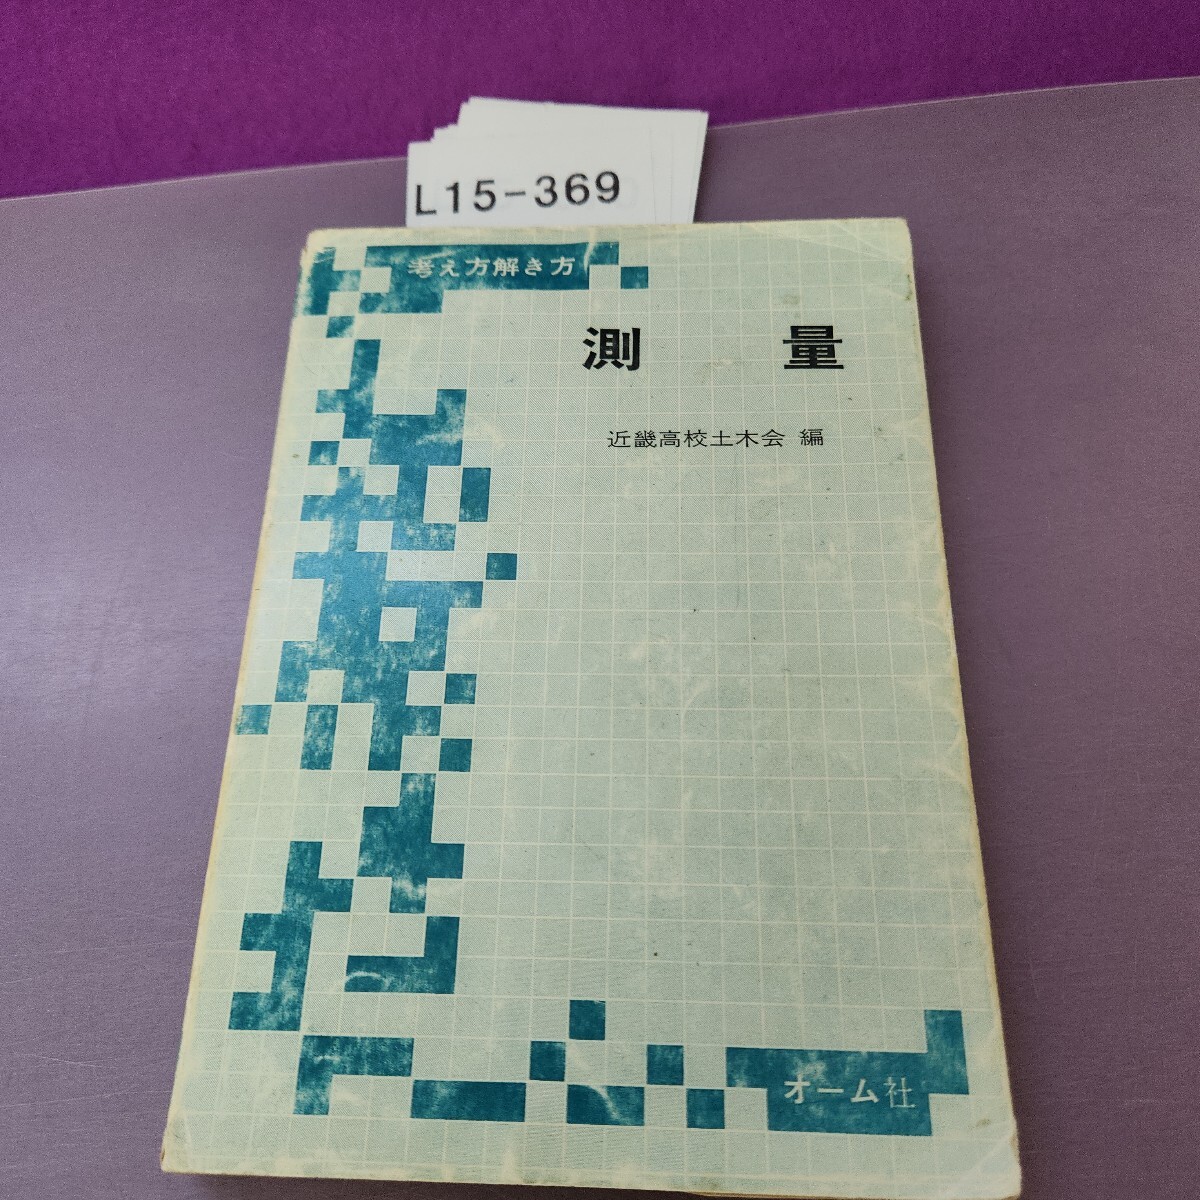 L15-369
考え方解き方
測量
近畿高校土木会 編
オーム社